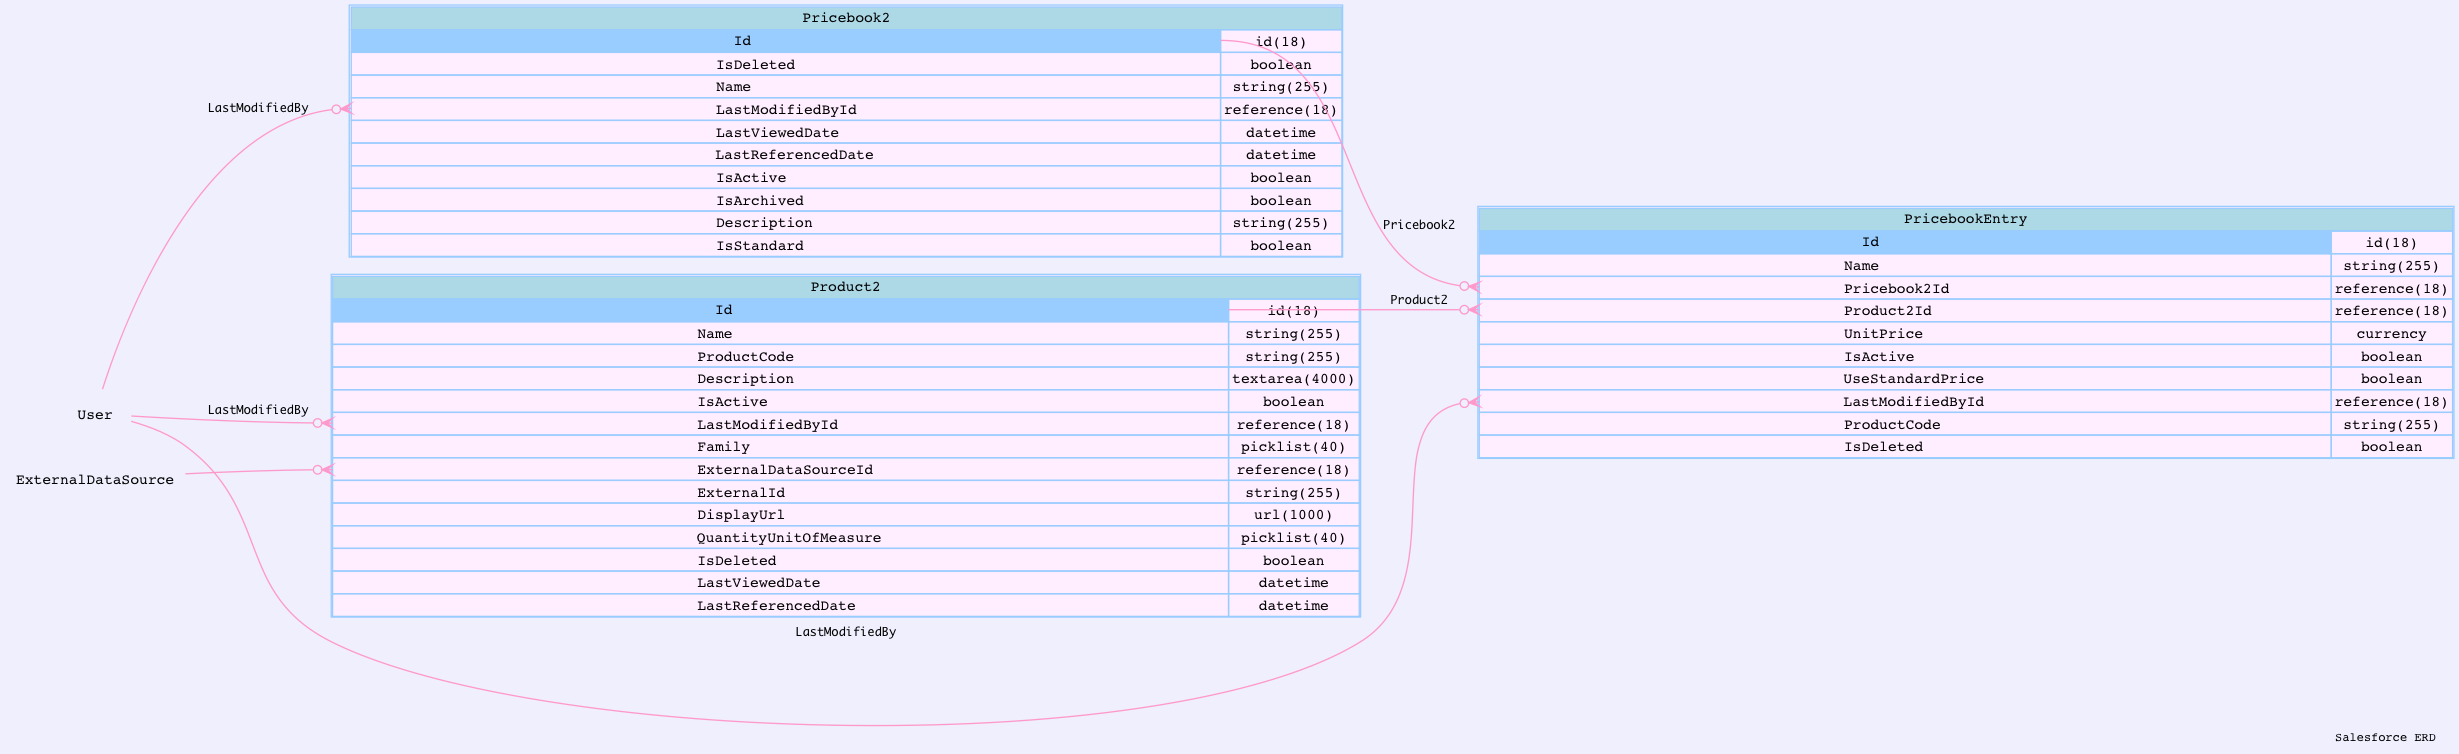 Pricebook2
Id id(18)
IsDeleted boolean
Name string(255)
LastModifiedById reference(18)
LastViewedDate datetime
LastReferencedDate datetime
IsActive boolean
IsArchived boolean
Description string(255)
IsStandard boolean
LastModifiedBy
Pricebook2
Product2
Id id(18)
Name string(255)
ProductCode string(255)
Description textarea(4000)
IsActive boolean
LastModifiedById reference(18)
Family picklist(40)
ExternalDataSourceId reference(18)
ExternalId string(255)
DisplayUrl url(1000)
QuantityUnitOfMeasure picklist(40)
IsDeleted boolean
LastViewedDate datetime
LastReferencedDate datetime
Product2
LastModifiedBy
User
ExternalDataSource
LastModifiedBy
PricebookEntry
Id id(18)
Name string(255)
Pricebook2Id reference(18)
Product2Id reference(18)
UnitPrice currency
IsActive boolean
UseStandardPrice boolean
LastModifiedById reference(18)
ProductCode string(255)
IsDeleted boolean
Salesforce ERD